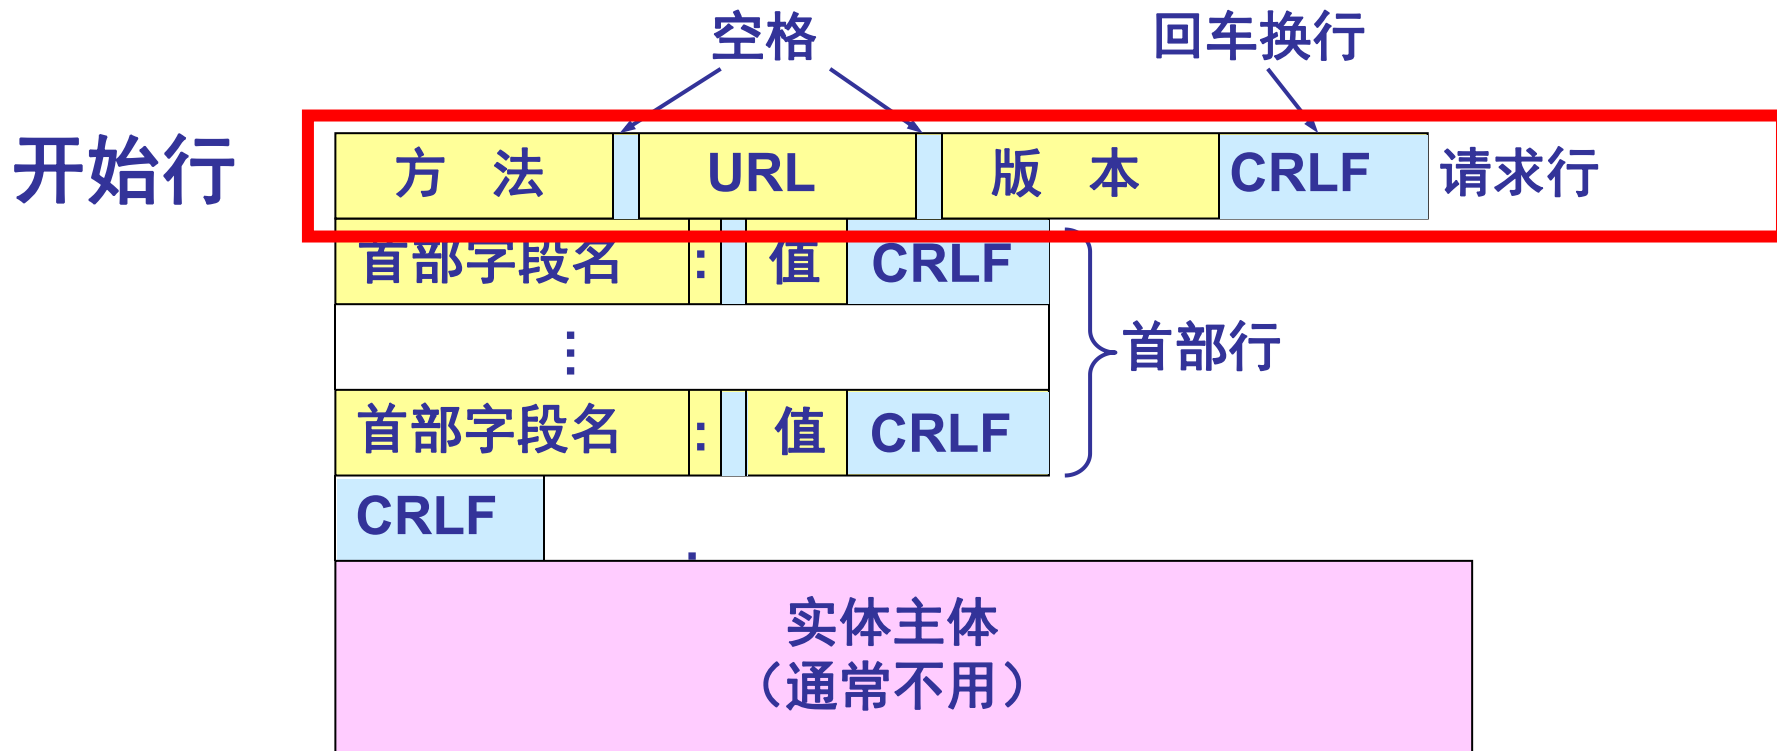 空格 回车换行
开始行 方 法 URL 版 本 CRLF 请求行
首部字段名 : 值 CRLF
⋮
首部行
首部字段名 : 值 CRLF
CRLF
实体主体
（通常不用）